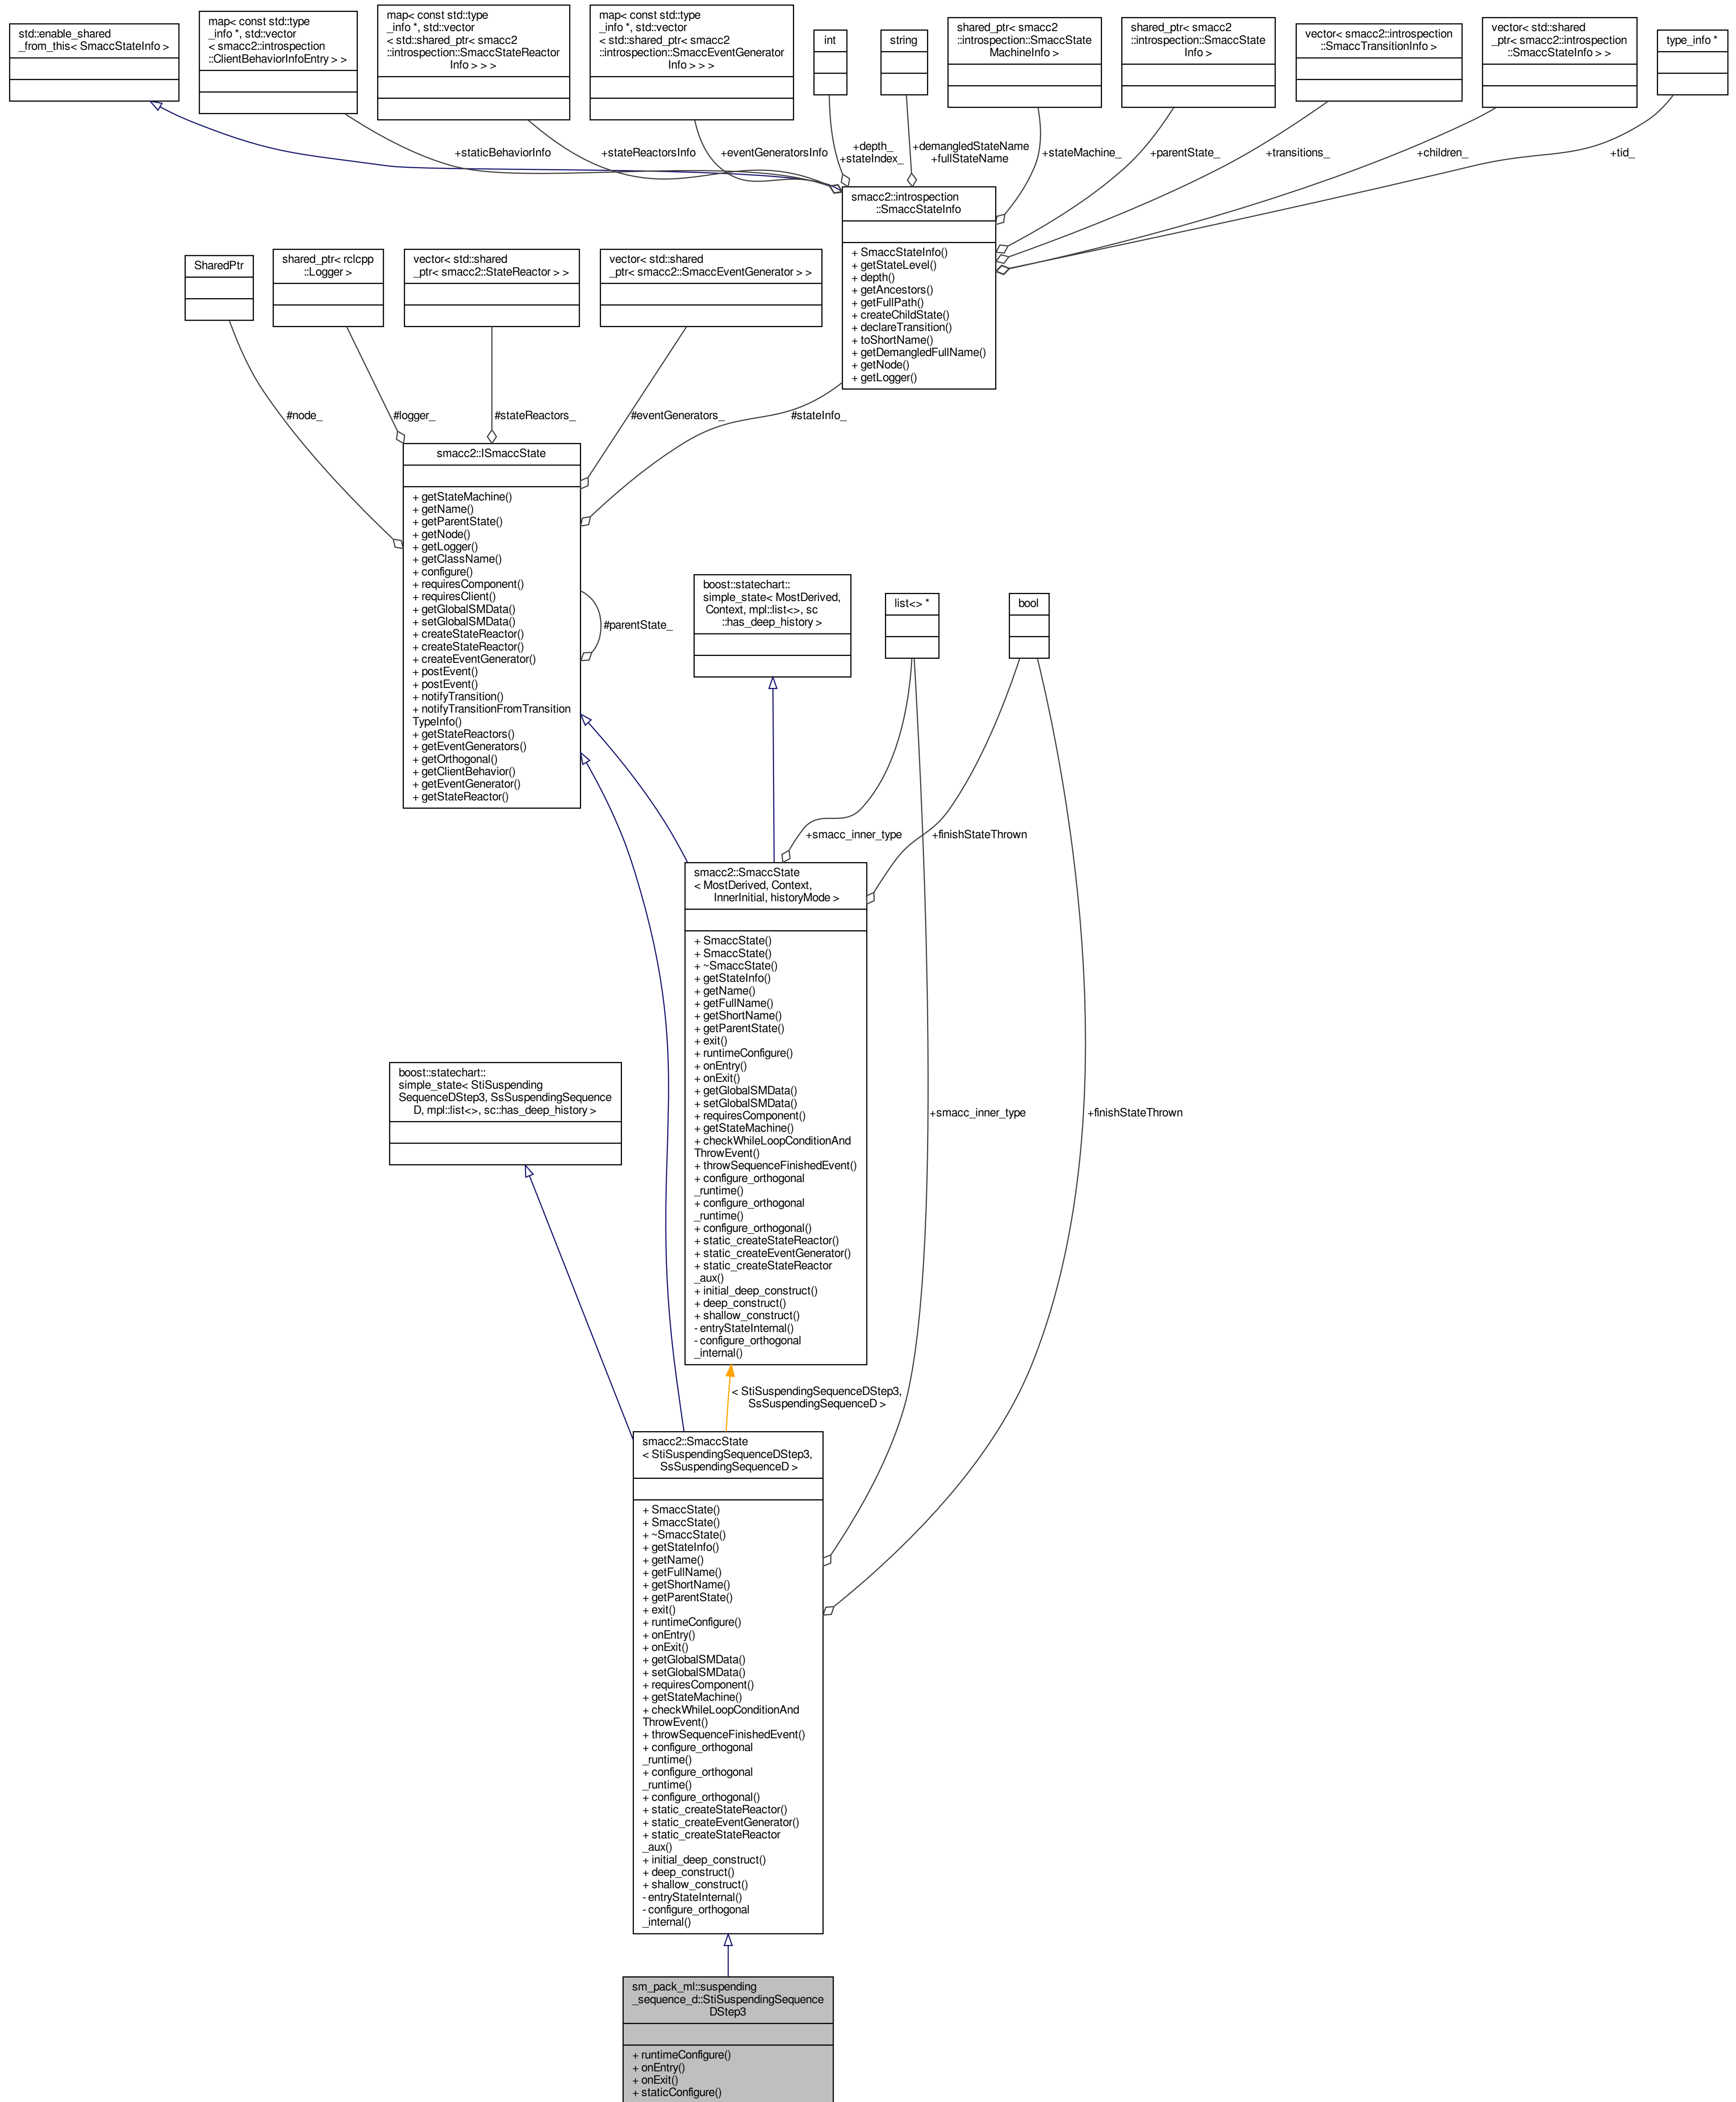 std::enable_shared
_from_this< SmaccStateInfo >
map< const std::type
_info *, std::vector
< smacc2::introspection
::ClientBehaviorInfoEntry > >
map< const std::type
_info *, std::vector
< std::shared_ptr< smacc2
::introspection::SmaccStateReactor
Info > > >
map< const std::type
_info *, std::vector
< std::shared_ptr< smacc2
::introspection::SmaccEventGenerator
Info > > >
int
string
shared_ptr< smacc2
::introspection::SmaccState
MachineInfo >
shared_ptr< smacc2
::introspection::SmaccState
Info >
vector< smacc2::introspection
::SmaccTransitionInfo >
vector< std::shared
_ptr< smacc2::introspection
::SmaccStateInfo > >
type_info *
+staticBehaviorInfo
+stateReactorsInfo
+eventGeneratorsInfo
+depth_
+stateIndex_
+demangledStateName
+fullStateName
+stateMachine_
+parentState_
+transitions_
+children_
+tid_
smacc2::introspection
::SmaccStateInfo
+ SmaccStateInfo()
+ getStateLevel()
+ depth()
+ getAncestors()
+ getFullPath()
+ createChildState()
+ declareTransition()
+ toShortName()
+ getDemangledFullName()
+ getNode()
+ getLogger()
SharedPtr
shared_ptr< rclcpp
::Logger >
vector< std::shared
_ptr< smacc2::StateReactor > >
vector< std::shared
_ptr< smacc2::SmaccEventGenerator > >
#node_
#logger_
#stateReactors_
#eventGenerators_
#stateInfo_
smacc2::ISmaccState
+ getStateMachine()
+ getName()
+ getParentState()
+ getNode()
+ getLogger()
+ getClassName()
+ configure()
+ requiresComponent()
+ requiresClient()
+ getGlobalSMData()
+ setGlobalSMData()
+ createStateReactor()
+ createStateReactor()
+ createEventGenerator()
+ postEvent()
+ postEvent()
+ notifyTransition()
+ notifyTransitionFromTransition
TypeInfo()
+ getStateReactors()
+ getEventGenerators()
+ getOrthogonal()
+ getClientBehavior()
+ getEventGenerator()
+ getStateReactor()
#parentState_
boost::statechart::
simple_state< MostDerived,
Context, mpl::list<>, sc
::has_deep_history >
list<> *
bool
+smacc_inner_type
+finishStateThrown
smacc2::SmaccState
< MostDerived, Context,
InnerInitial, historyMode >
+ SmaccState()
+ SmaccState()
+ ~SmaccState()
+ getStateInfo()
+ getName()
+ getFullName()
+ getShortName()
+ getParentState()
+ exit()
+ runtimeConfigure()
+ onEntry()
+ onExit()
+ getGlobalSMData()
+ setGlobalSMData()
+ requiresComponent()
+ getStateMachine()
+ checkWhileLoopConditionAnd
ThrowEvent()
+ throwSequenceFinishedEvent()
+ configure_orthogonal
_runtime()
+ configure_orthogonal
_runtime()
+ configure_orthogonal()
+ static_createStateReactor()
+ static_createEventGenerator()
+ static_createStateReactor
_aux()
+ initial_deep_construct()
+ deep_construct()
+ shallow_construct()
- entryStateInternal()
- configure_orthogonal
_internal()
boost::statechart::
simple_state< StiSuspending
SequenceDStep3, SsSuspendingSequence
D, mpl::list<>, sc::has_deep_history >
+smacc_inner_type
+finishStateThrown
< StiSuspendingSequenceDStep3,
SsSuspendingSequenceD >
smacc2::SmaccState
< StiSuspendingSequenceDStep3,
SsSuspendingSequenceD >
+ SmaccState()
+ SmaccState()
+ ~SmaccState()
+ getStateInfo()
+ getName()
+ getFullName()
+ getShortName()
+ getParentState()
+ exit()
+ runtimeConfigure()
+ onEntry()
+ onExit()
+ getGlobalSMData()
+ setGlobalSMData()
+ requiresComponent()
+ getStateMachine()
+ checkWhileLoopConditionAnd
ThrowEvent()
+ throwSequenceFinishedEvent()
+ configure_orthogonal
_runtime()
+ configure_orthogonal
_runtime()
+ configure_orthogonal()
+ static_createStateReactor()
+ static_createEventGenerator()
+ static_createStateReactor
_aux()
+ initial_deep_construct()
+ deep_construct()
+ shallow_construct()
- entryStateInternal()
- configure_orthogonal
_internal()
sm_pack_ml::suspending
_sequence_d::StiSuspendingSequence
DStep3
+ runtimeConfigure()
+ onEntry()
+ onExit()
+ staticConfigure()